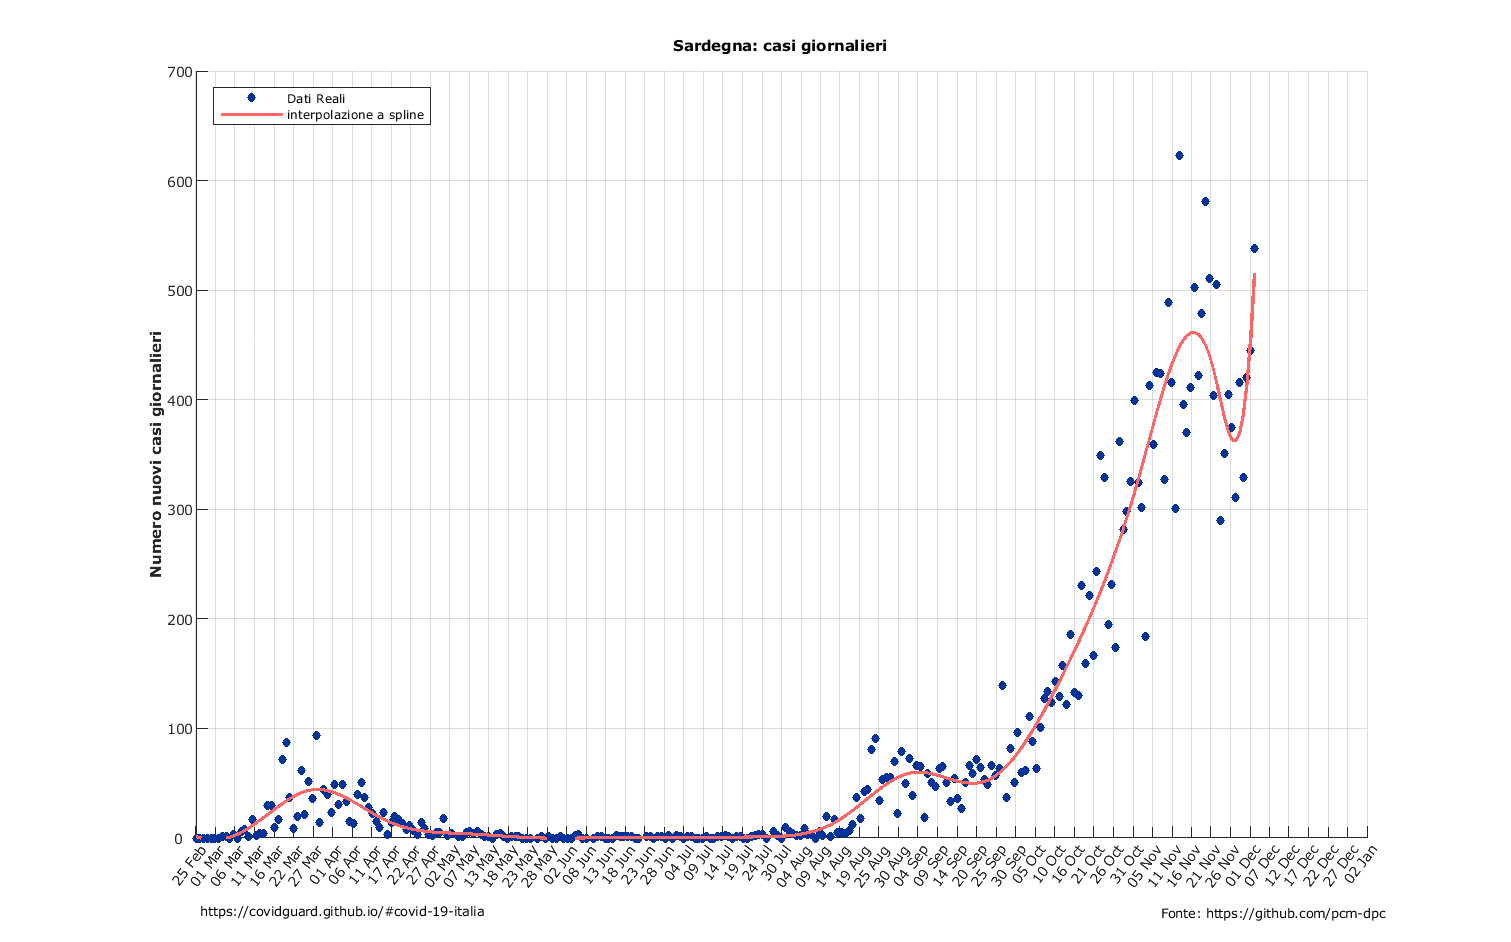 Sardegna: casi giornalieri
700
Dati Reali
interpolazione a spline
600
500
400
300
200
100
0
Numero nuovi casi giornalieri
25 Feb
01 Mar
06 Mar
11 Mar
16 Mar
22 Mar
27 Mar
01 Apr
06 Apr
11 Apr
17 Apr
22 Apr
27 Apr
02 May
07 May
13 May
18 May
23 May
28 May
02 Jun
08 Jun
13 Jun
18 Jun
23 Jun
28 Jun
04 Jul
09 Jul
14 Jul
19 Jul
24 Jul
30 Jul
04 Aug
09 Aug
14 Aug
19 Aug
25 Aug
30 Aug
04 Sep
09 Sep
14 Sep
20 Sep
25 Sep
30 Sep
05 Oct
10 Oct
16 Oct
21 Oct
26 Oct
31 Oct
05 Nov
11 Nov
16 Nov
21 Nov
26 Nov
01 Dec
07 Dec
12 Dec
17 Dec
22 Dec
27 Dec
02 Jan
https://covidguard.github.io/#covid-19-italia
Fonte: https://github.com/pcm-dpc